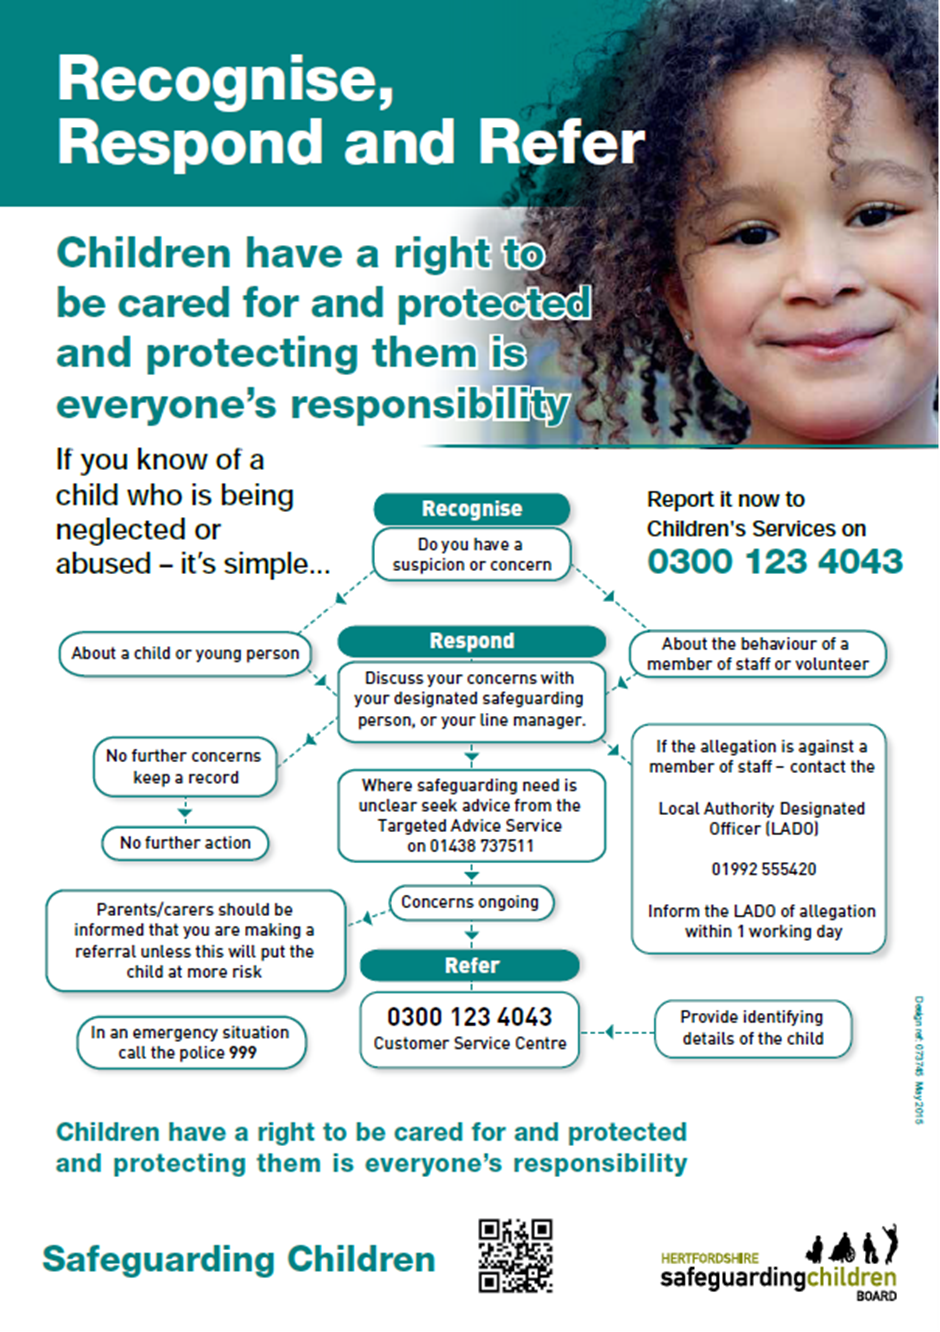 Recognise,
Respond and Refer
Children have a right to
be cared for and protected
and protecting them is
everyone's responsibility
If you know of a
child who is being
neglected or
abused – it's simple...
Report it now to
Children's Services on
0300 123 4043
Recognise
Do you have a
suspicion or concern
About a child or young person
About the behaviour of a
member of staff or volunteer
Respond
Discuss your concerns with
your designated safeguarding
person, or your line manager.
No further concerns
keep a record
No further action
Where safeguarding need is
unclear seek advice from the
Targeted Advice Service
on 01438 737511
If the allegation is against a
member of staff – contact the
Local Authority Designated
Officer (LADO)
01992 555420
Inform the LADO of allegation
within 1 working day
Concerns ongoing
Parents/carers should be
informed that you are making a
referral unless this will put the
child at more risk
Refer
0300 123 4043
Customer Service Centre
Provide identifying
details of the child
In an emergency situation
call the police 999
Design ref: 073745 May 2015
Children have a right to be cared for and protected
and protecting them is everyone's responsibility
Safeguarding Children
HERTFORDSHIRE
safeguardingchildren
BOARD